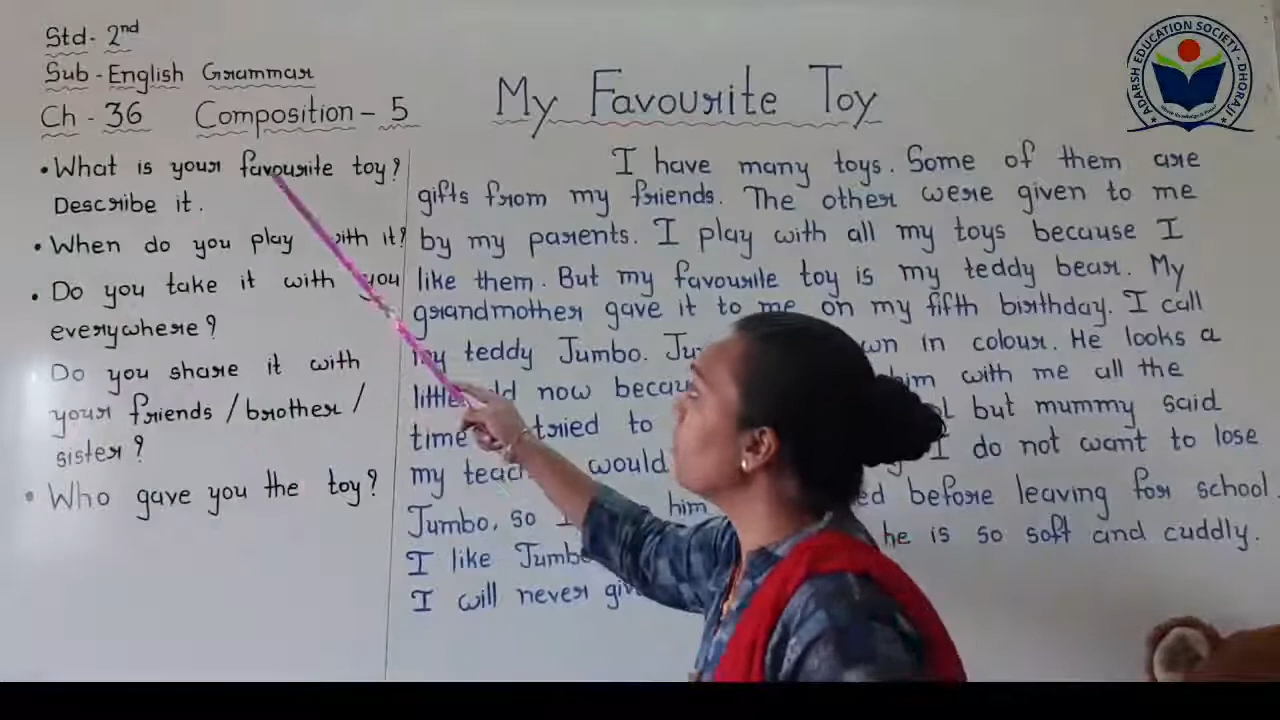 Std- 2nd
Sub - English Grammar
Ch - 36 Composition - 5
• What is your favourite toy?
Describe it.
• When do you play with it?
• Do you take it with you
everywhere?
Do you share it with
your friends / brother /
sister?
• Who gave you the toy?
My Favourite Toy
I have many toys. Some of them are
gifts from my friends. The other were given to me
by my parents. I play with all my toys because I
like them. But my favourite toy is my teddy bear. My
grandmother gave it to me on my fifth birthday. I call
my teddy Jumbo. in colour. He looks a
little old now him with me all the
time tried to but mummy said
my would I do not want to lose
Jumbo, so I him before leaving for school
I like Jumbo he is so soft and cuddly.
I will never
ADARSH EDUCATION SOCIETY - DHORAJI